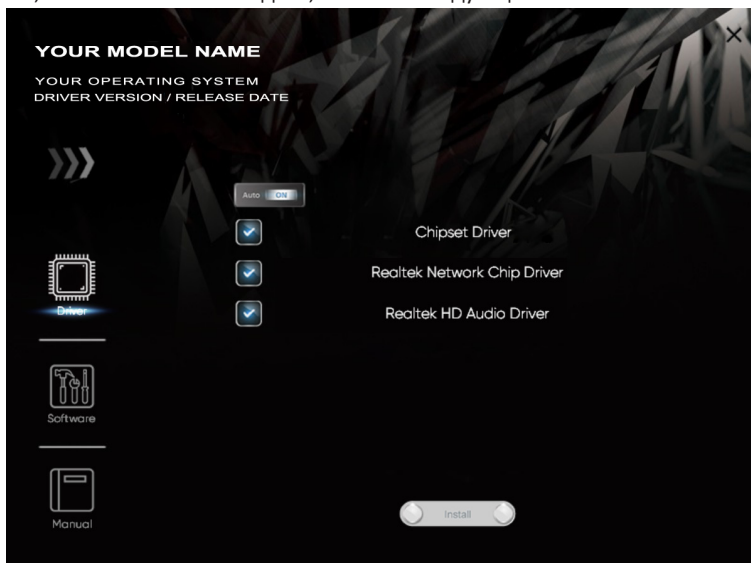 YOUR MODEL NAME
YOUR OPERATING SYSTEM
DRIVER VERSION / RELEASE DATE
Auto ON
Chipset Driver
Realtek Network Chip Driver
Realtek HD Audio Driver
Driver
Software
Manual
Install